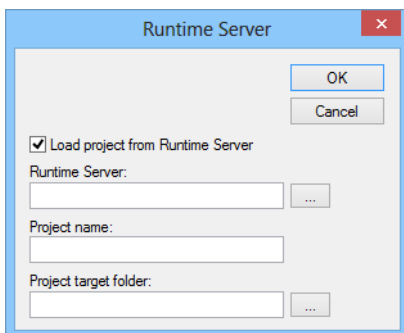 Runtime Server
OK
Cancel
Load project from Runtime Server
Runtime Server:
...
Project name:
Project target folder:
...